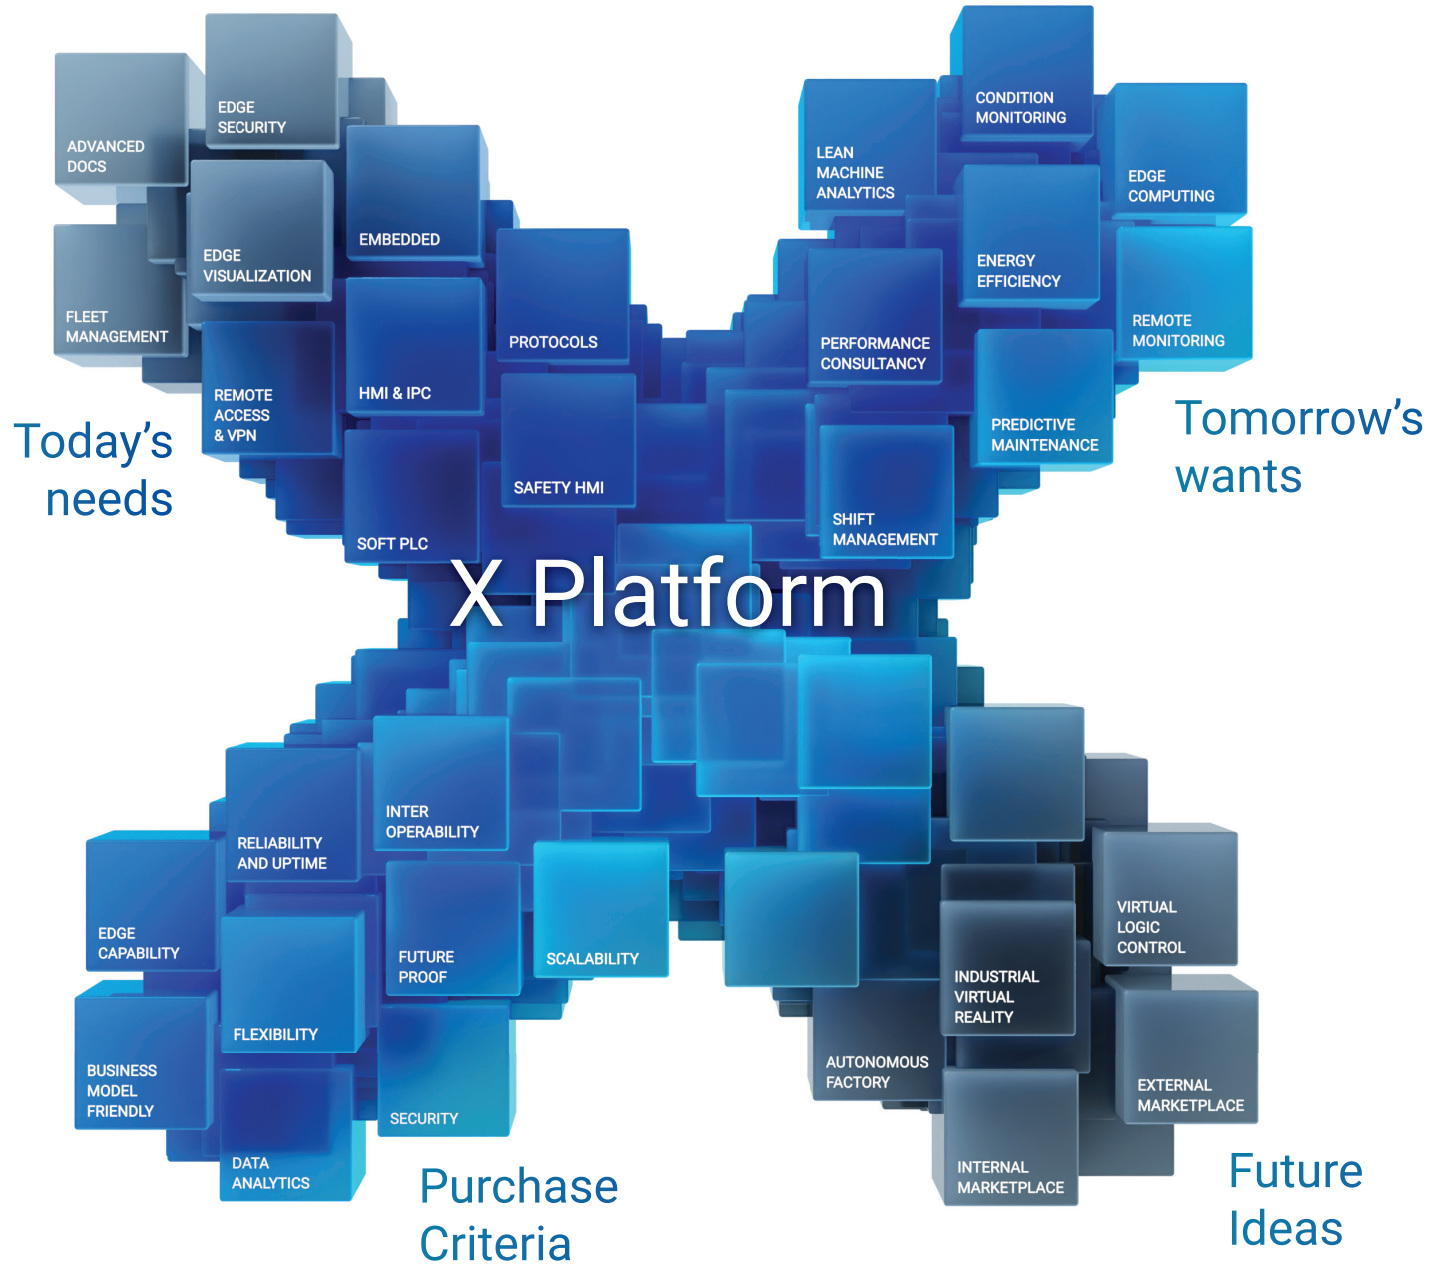 ADVANCED
DOCS
EDGE
SECURITY
EDGE
VISUALIZATION
FLEET
MANAGEMENT
EMBEDDED
PROTOCOLS
REMOTE
ACCESS
& VPN
HMI & IPC
SAFETY HMI
SOFT PLC
Today’s
needs
LEAN
MACHINE
ANALYTICS
CONDITION
MONITORING
EDGE
COMPUTING
ENERGY
EFFICIENCY
REMOTE
MONITORING
PERFORMANCE
CONSULTANCY
PREDICTIVE
MAINTENANCE
SHIFT
MANAGEMENT
Tomorrow’s
wants
X Platform
RELIABILITY
AND UPTIME
INTER
OPERABILITY
EDGE
CAPABILITY
FUTURE
PROOF
SCALABILITY
FLEXIBILITY
BUSINESS
MODEL
FRIENDLY
SECURITY
DATA
ANALYTICS
Purchase
Criteria
VIRTUAL
LOGIC
CONTROL
INDUSTRIAL
VIRTUAL
REALITY
AUTONOMOUS
FACTORY
EXTERNAL
MARKETPLACE
INTERNAL
MARKETPLACE
Future
Ideas